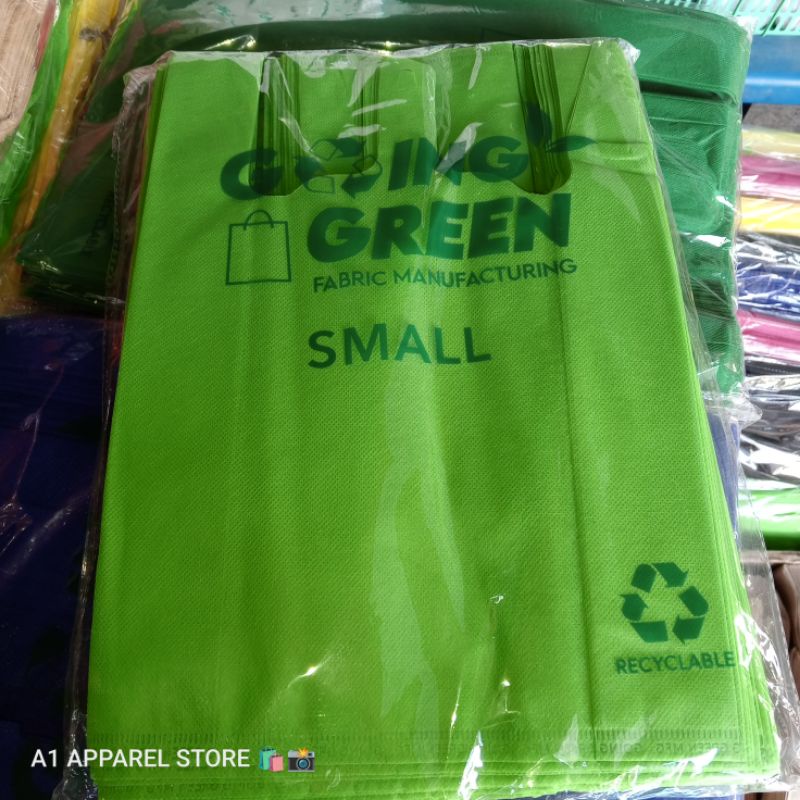 GOING
GREEN
FABRIC MANUFACTURING
SMALL
RECYCLABLE
A1 APPAREL STORE 🛍️📸